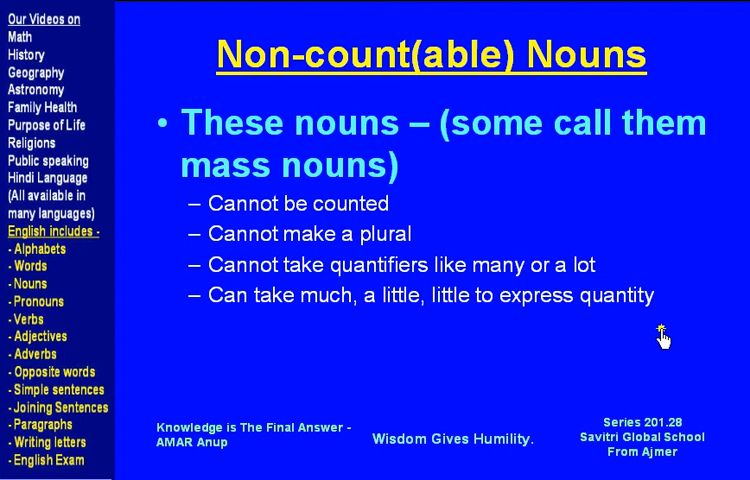 Our Videos on
Math
History
Geography
Astronomy
Family Health
Purpose of Life
Religions
Public speaking
Hindi Language
(All available in
many languages)
English includes -
- Alphabets
- Words
- Nouns
- Pronouns
- Verbs
- Adjectives
- Adverbs
- Opposite words
- Simple sentences
- Joining Sentences
- Paragraphs
- Writing letters
- English Exam
Non-count(able) Nouns
• These nouns – (some call them
mass nouns)
– Cannot be counted
– Cannot make a plural
– Cannot take quantifiers like many or a lot
– Can take much, a little, little to express quantity
Knowledge is The Final Answer -
AMAR Anup
Wisdom Gives Humility.
Series 201.28
Savitri Global School
From Ajmer